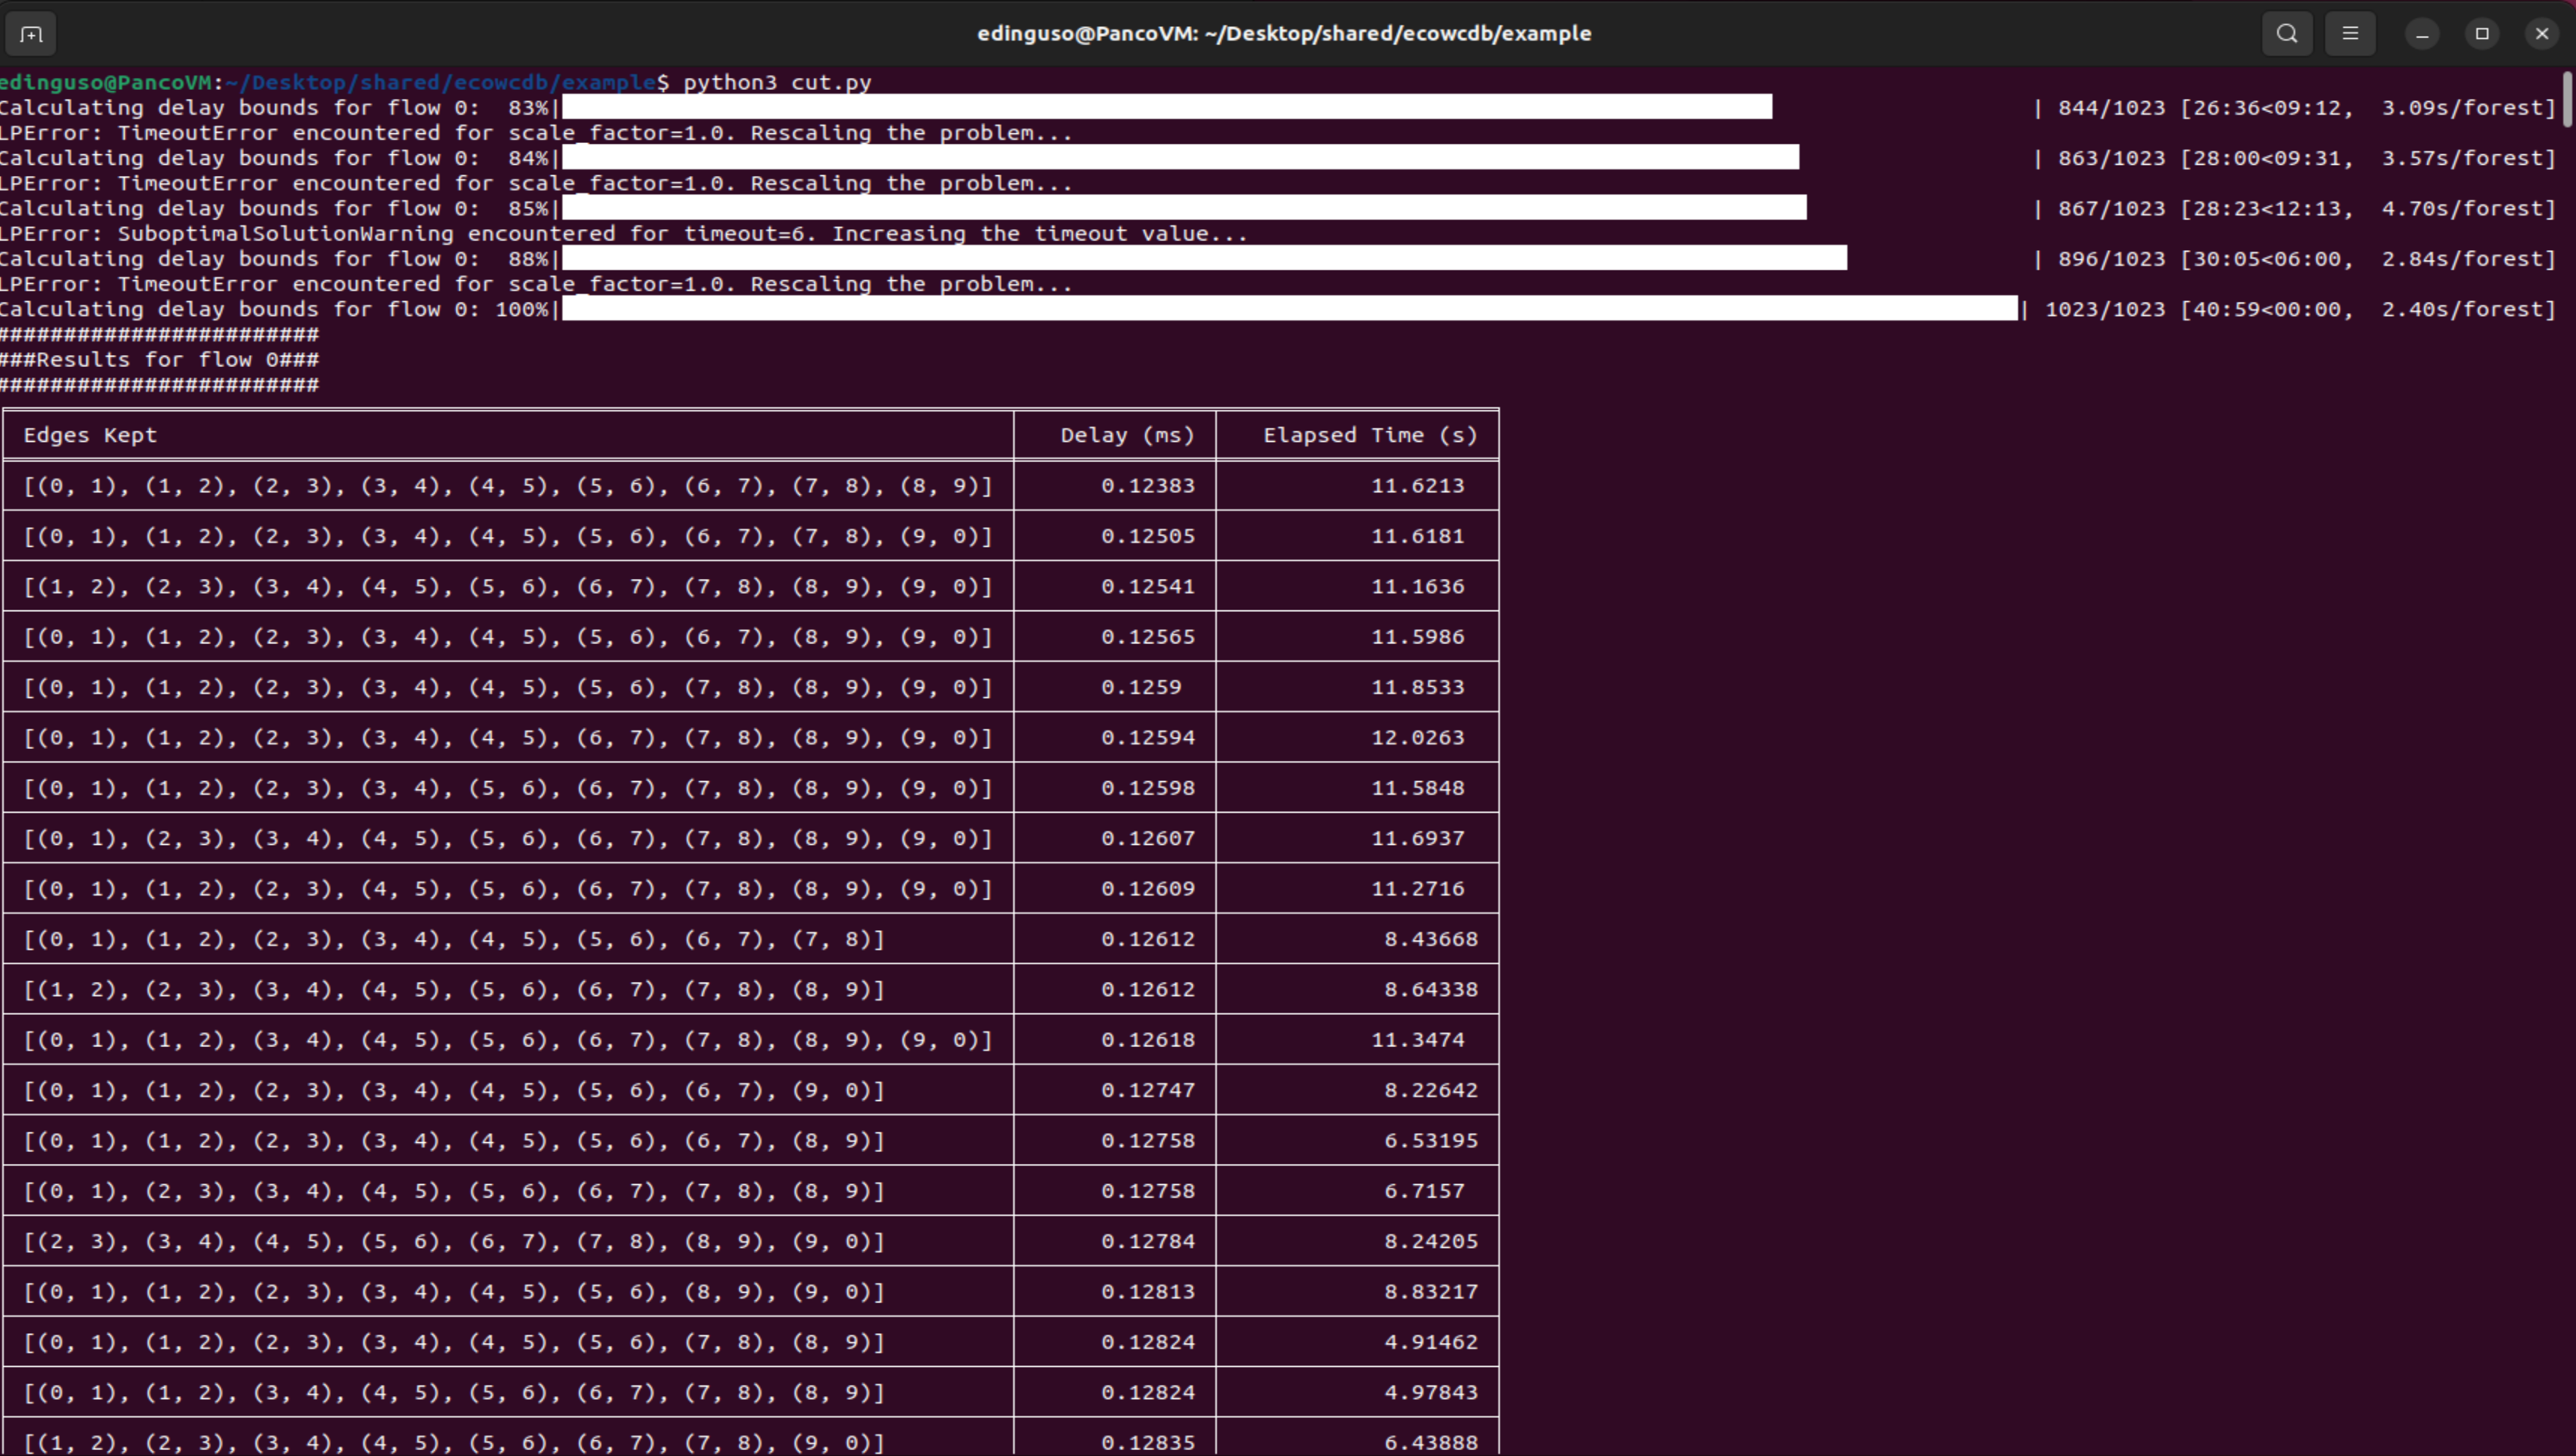 edinguso@PancoVM: ~/Desktop/shared/ecowcdb/example
edinguso@PancoVM:~/Desktop/shared/ecowcdb/example$ python3 cut.py
Calculating delay bounds for flow 0:  83%| | 844/1023 [26:36<09:12,  3.09s/forest]
LPError: TimeoutError encountered for scale_factor=1.0. Rescaling the problem...
Calculating delay bounds for flow 0:  84%| | 863/1023 [28:00<09:31,  3.57s/forest]
LPError: TimeoutError encountered for scale_factor=1.0. Rescaling the problem...
Calculating delay bounds for flow 0:  85%| | 867/1023 [28:23<12:13,  4.70s/forest]
LPError: SuboptimalSolutionWarning encountered for timeout=6. Increasing the timeout value...
Calculating delay bounds for flow 0:  88%| | 896/1023 [30:05<06:00,  2.84s/forest]
LPError: TimeoutError encountered for scale_factor=1.0. Rescaling the problem...
Calculating delay bounds for flow 0: 100%| | 1023/1023 [40:59<00:00,  2.40s/forest]
########################
###Results for flow 0###
########################
Edges Kept Delay (ms) Elapsed Time (s)
[(0, 1), (1, 2), (2, 3), (3, 4), (4, 5), (5, 6), (6, 7), (7, 8), (8, 9)] 0.12383 11.6213
[(0, 1), (1, 2), (2, 3), (3, 4), (4, 5), (5, 6), (6, 7), (7, 8), (9, 0)] 0.12505 11.6181
[(1, 2), (2, 3), (3, 4), (4, 5), (5, 6), (6, 7), (7, 8), (8, 9), (9, 0)] 0.12541 11.1636
[(0, 1), (1, 2), (2, 3), (3, 4), (4, 5), (5, 6), (6, 7), (8, 9), (9, 0)] 0.12565 11.5986
[(0, 1), (1, 2), (2, 3), (3, 4), (4, 5), (5, 6), (7, 8), (8, 9), (9, 0)] 0.1259 11.8533
[(0, 1), (1, 2), (2, 3), (3, 4), (4, 5), (6, 7), (7, 8), (8, 9), (9, 0)] 0.12594 12.0263
[(0, 1), (1, 2), (2, 3), (3, 4), (5, 6), (6, 7), (7, 8), (8, 9), (9, 0)] 0.12598 11.5848
[(0, 1), (2, 3), (3, 4), (4, 5), (5, 6), (6, 7), (7, 8), (8, 9), (9, 0)] 0.12607 11.6937
[(0, 1), (1, 2), (2, 3), (4, 5), (5, 6), (6, 7), (7, 8), (8, 9), (9, 0)] 0.12609 11.2716
[(0, 1), (1, 2), (2, 3), (3, 4), (4, 5), (5, 6), (6, 7), (7, 8)] 0.12612 8.43668
[(1, 2), (2, 3), (3, 4), (4, 5), (5, 6), (6, 7), (7, 8), (8, 9)] 0.12612 8.64338
[(0, 1), (1, 2), (3, 4), (4, 5), (5, 6), (6, 7), (7, 8), (8, 9), (9, 0)] 0.12618 11.3474
[(0, 1), (1, 2), (2, 3), (3, 4), (4, 5), (5, 6), (6, 7), (9, 0)] 0.12747 8.22642
[(0, 1), (1, 2), (2, 3), (3, 4), (4, 5), (5, 6), (6, 7), (8, 9)] 0.12758 6.53195
[(0, 1), (2, 3), (3, 4), (4, 5), (5, 6), (6, 7), (7, 8), (8, 9)] 0.12758 6.7157
[(2, 3), (3, 4), (4, 5), (5, 6), (6, 7), (7, 8), (8, 9), (9, 0)] 0.12784 8.24205
[(0, 1), (1, 2), (2, 3), (3, 4), (4, 5), (5, 6), (8, 9), (9, 0)] 0.12813 8.83217
[(0, 1), (1, 2), (2, 3), (3, 4), (4, 5), (5, 6), (7, 8), (8, 9)] 0.12824 4.91462
[(0, 1), (1, 2), (3, 4), (4, 5), (5, 6), (6, 7), (7, 8), (8, 9)] 0.12824 4.97843
[(1, 2), (2, 3), (3, 4), (4, 5), (5, 6), (6, 7), (7, 8), (9, 0)] 0.12835 6.43888